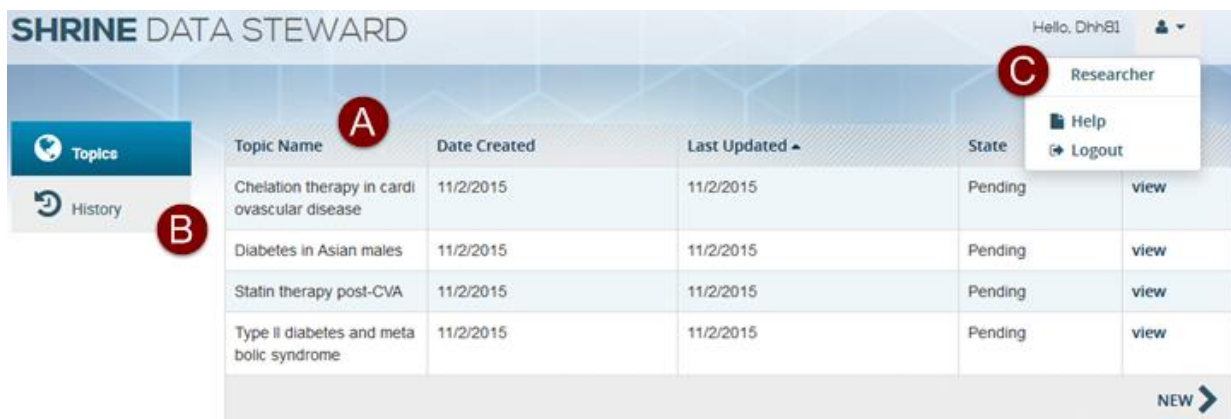 SHRINE DATA STEWARD
Hello, Dhh81
C
Researcher
Help
Logout
Topics
History
A
B
Topic Name Date Created Last Updated State
Chelation therapy in cardi 11/2/2015 11/2/2015 Pending view
ovascular disease
Diabetes in Asian males 11/2/2015 11/2/2015 Pending view
Statin therapy post-CVA 11/2/2015 11/2/2015 Pending view
Type II diabetes and meta 11/2/2015 11/2/2015 Pending view
bolic syndrome
NEW